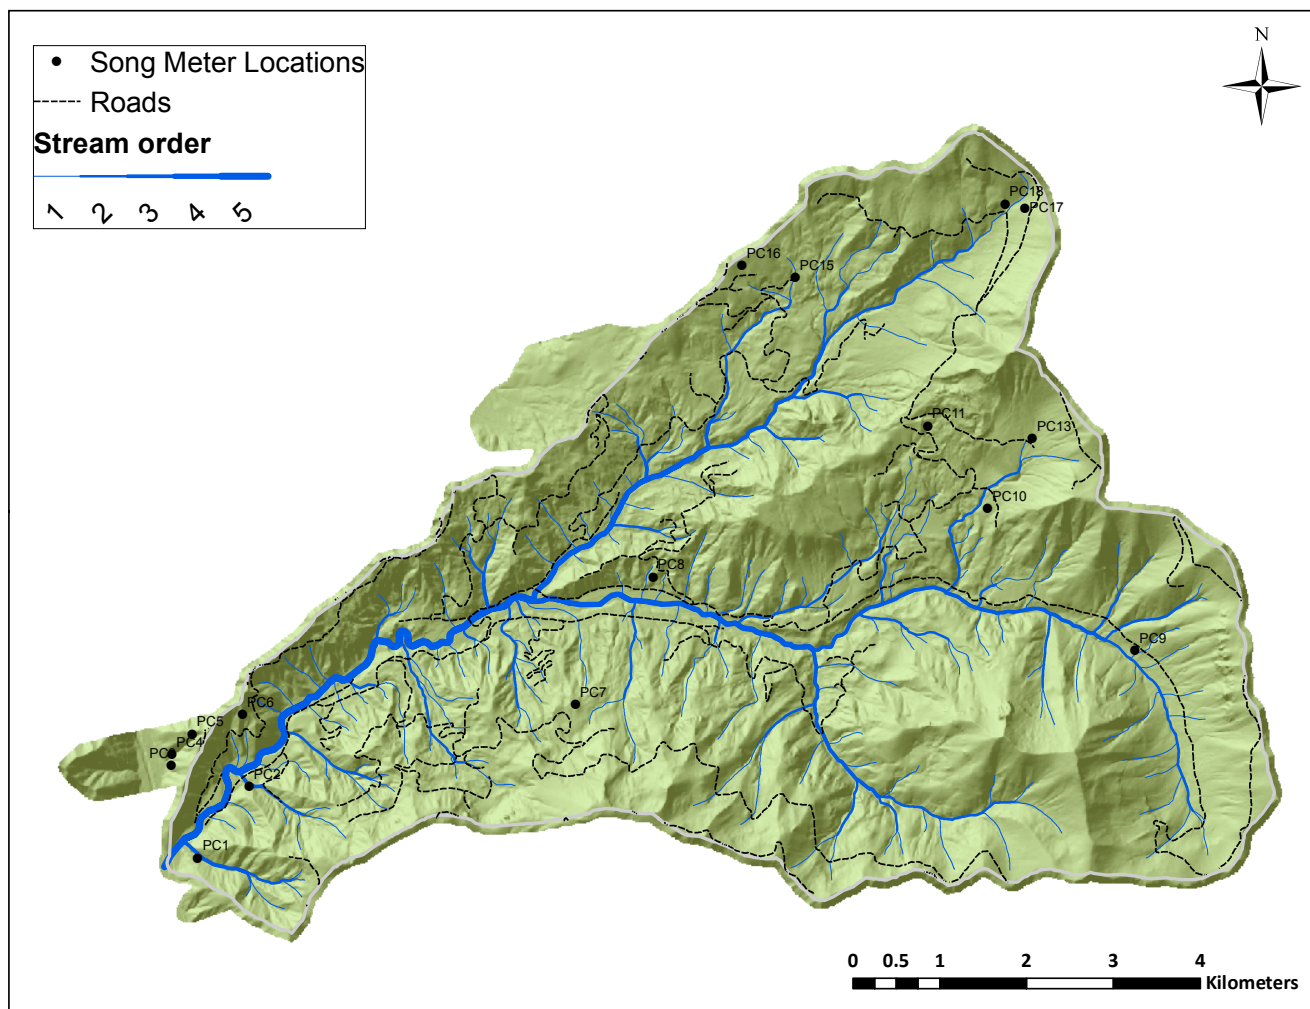 Song Meter Locations
Roads
Stream order
1 2 3 4 5
N
PC18
PC17
PC16
PC15
PC11
PC13
PC10
PC8
PC9
PC7
PC6
PC5
PC4
PC2
PC1
0 0.5 1 2 3 4
Kilometers